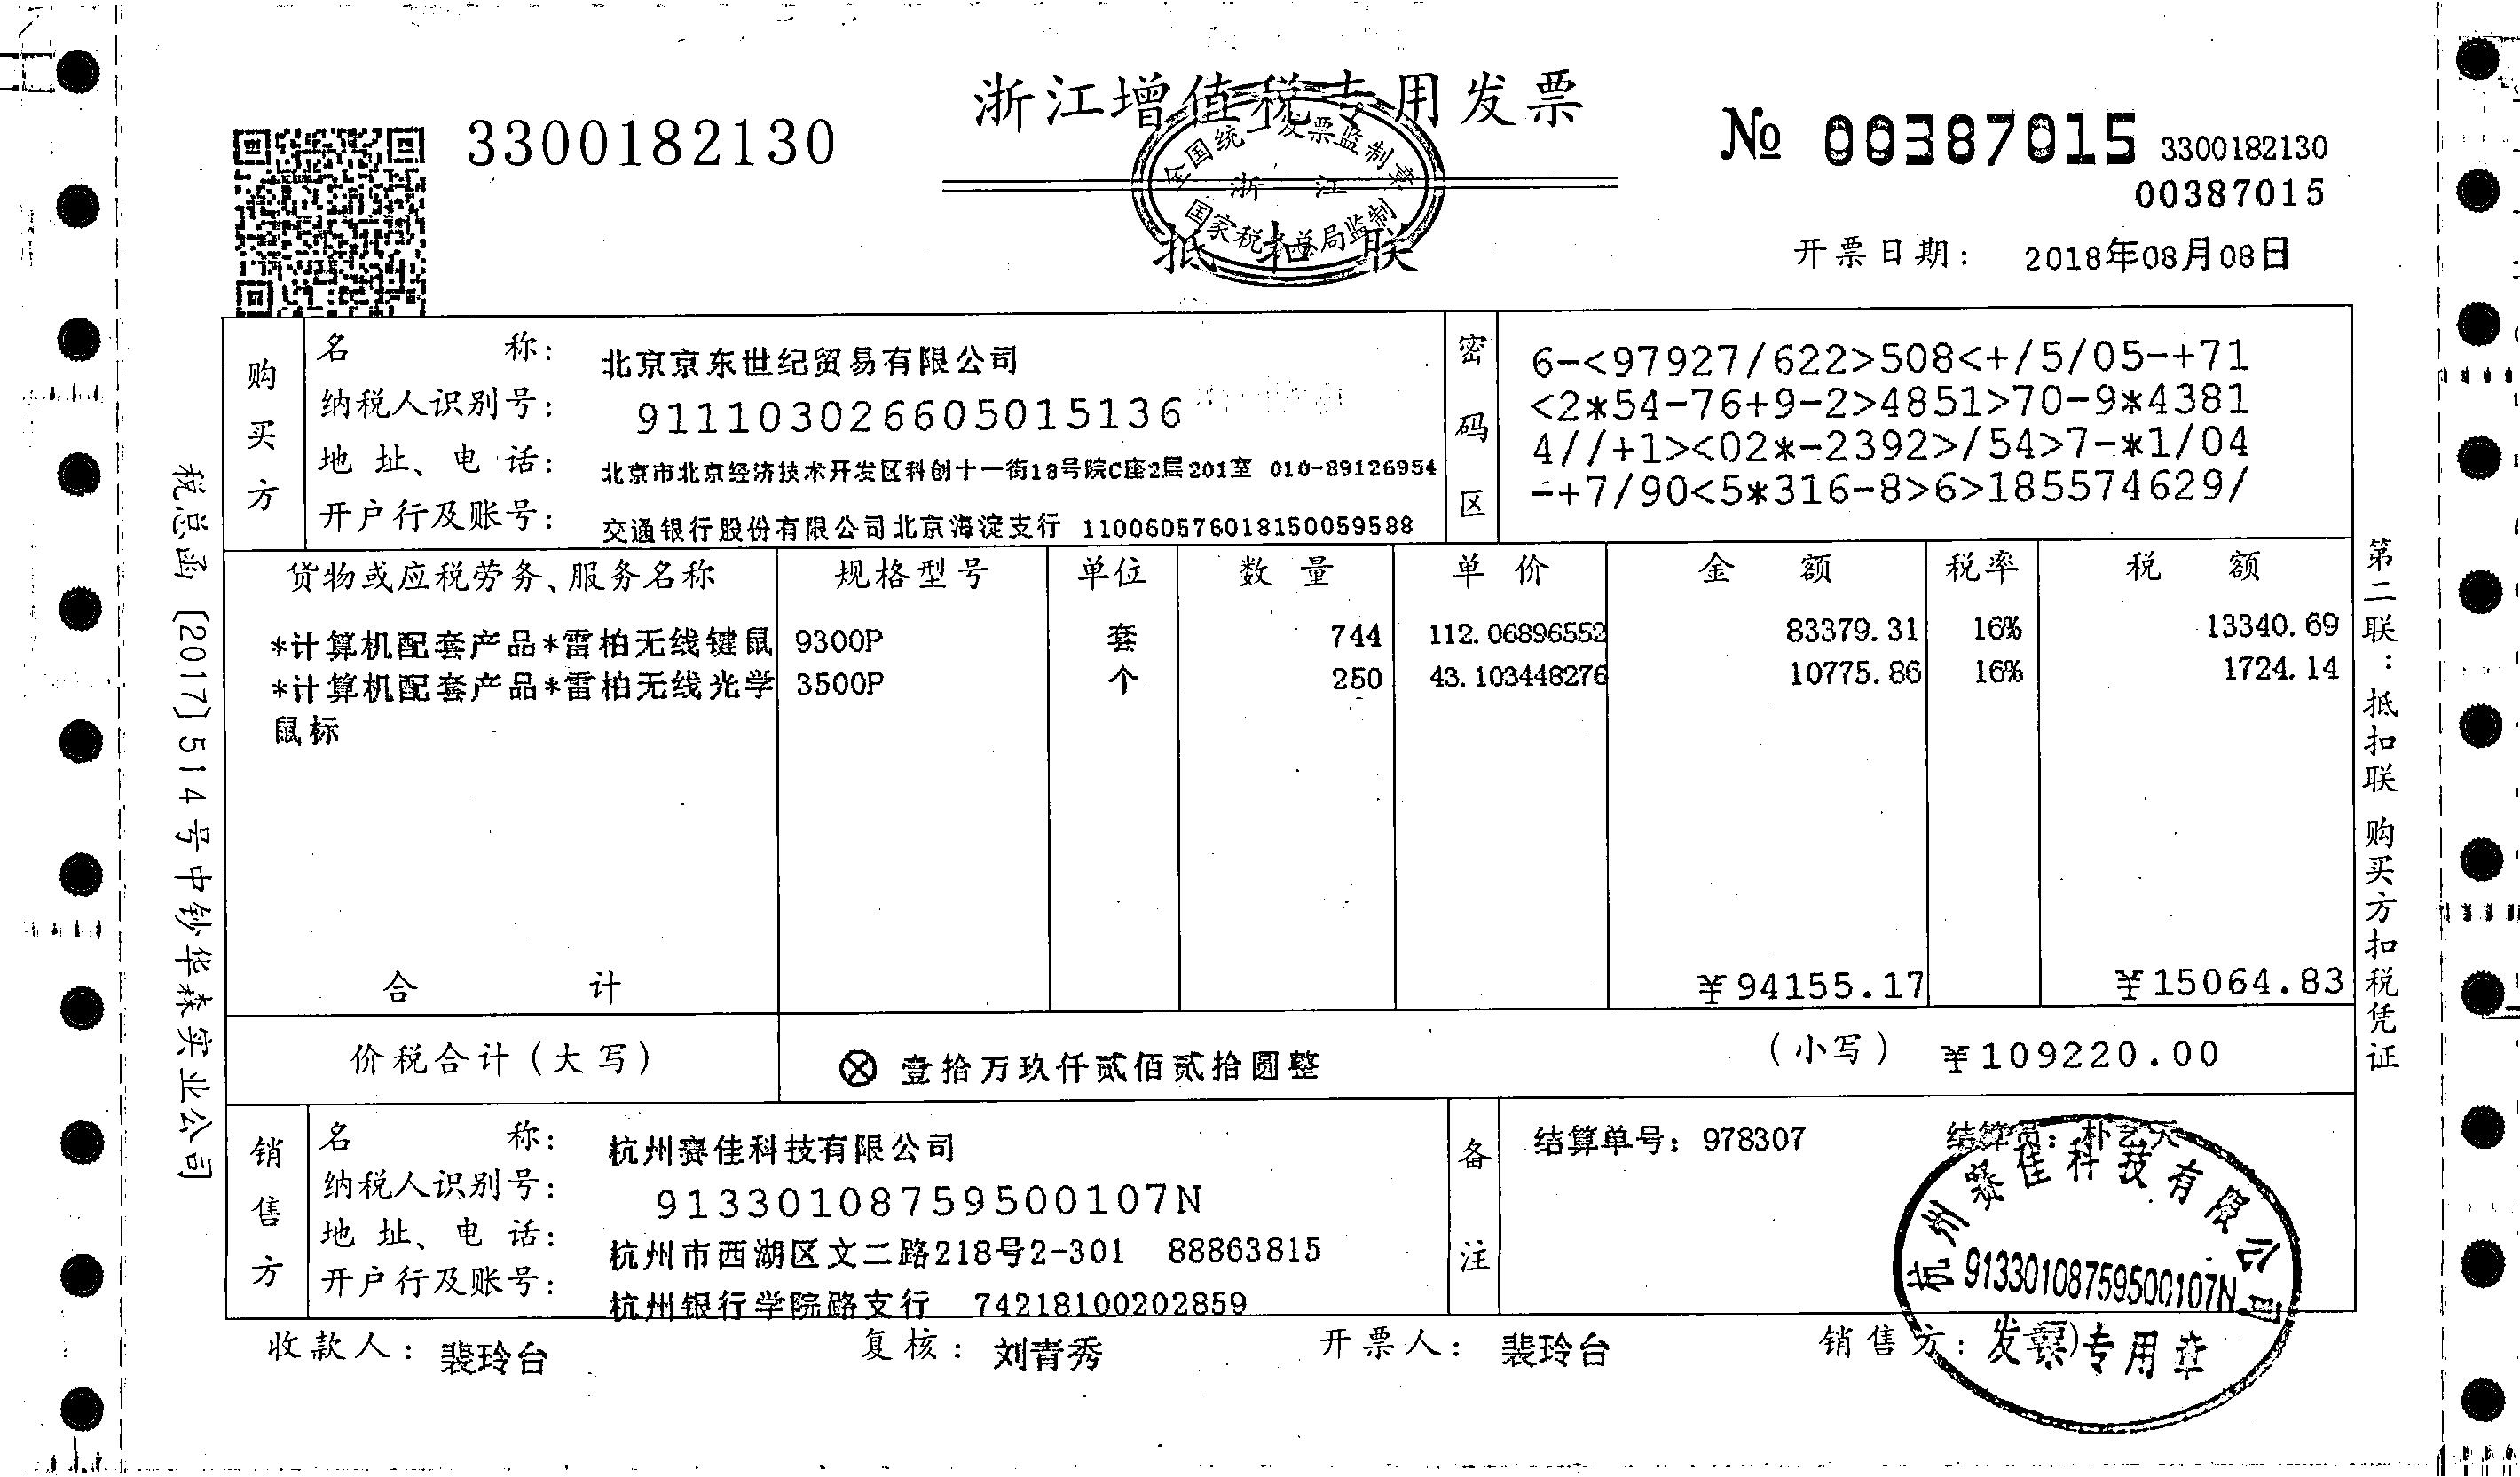 浙江增值税专用发票
3300182130
№ 00387015 3300182130
00387015
全国统一发票监制章
浙 江
国家税务总局监制
抵 扣 联
开票日期： 2018年08月08日
购买方
名 称： 北京京东世纪贸易有限公司
纳税人识别号： 911103026605015136
地 址、电 话： 北京市北京经济技术开发区科创十一街18号院C座2层201室 010-89126954
开户行及账号： 交通银行股份有限公司北京海淀支行 110060576018150059588
密码区
6-<97927/622>508<+/5/05-+71
<2*54-76+9-2>4851>70-9*4381
4//+1><02*-2392>/54>7-*1/04
-+7/90<5*316-8>6>185574629/
货物或应税劳务、服务名称 规格型号 单位 数 量 单 价 金 额 税率 税 额
*计算机配套产品*雷柏无线键鼠 9300P 套 744 112.06896552 83379.31 16% 13340.69
*计算机配套产品*雷柏无线光学 3500P 个 250 43.103448276 10775.86 16% 1724.14
鼠标
合 计 ¥94155.17 ¥15064.83
价税合计（大写） ⊗ 壹拾万玖仟贰佰贰拾圆整 （小写） ¥109220.00
销售方
名 称： 杭州赛佳科技有限公司
纳税人识别号： 91330108759500107N
地 址、电 话： 杭州市西湖区文二路218号2-301 88863815
开户行及账号： 杭州银行学院路支行 74218100202859
备注
结算单号：978307 结算员：朴艺天
杭州赛佳科技有限公司
91330108759500107N
发票专用章
收款人： 裴玲台 复核： 刘青秀 开票人： 裴玲台 销售方：（章）
税总函〔2017〕514号中钞华森实业公司
第二联：抵扣联 购买方扣税凭证